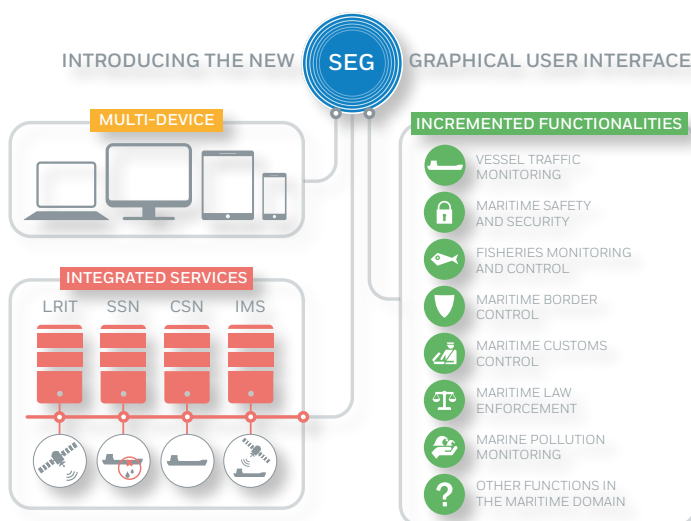 INTRODUCING THE NEW SEG GRAPHICAL USER INTERFACE
MULTI-DEVICE
INTEGRATED SERVICES
LRIT SSN CSN IMS
INCREMENTED FUNCTIONALITIES
VESSEL TRAFFIC
MONITORING
MARITIME SAFETY
AND SECURITY
FISHERIES MONITORING
AND CONTROL
MARITIME BORDER
CONTROL
MARITIME CUSTOMS
CONTROL
MARITIME LAW
ENFORCEMENT
MARINE POLLUTION
MONITORING
OTHER FUNCTIONS IN
THE MARITIME DOMAIN
?